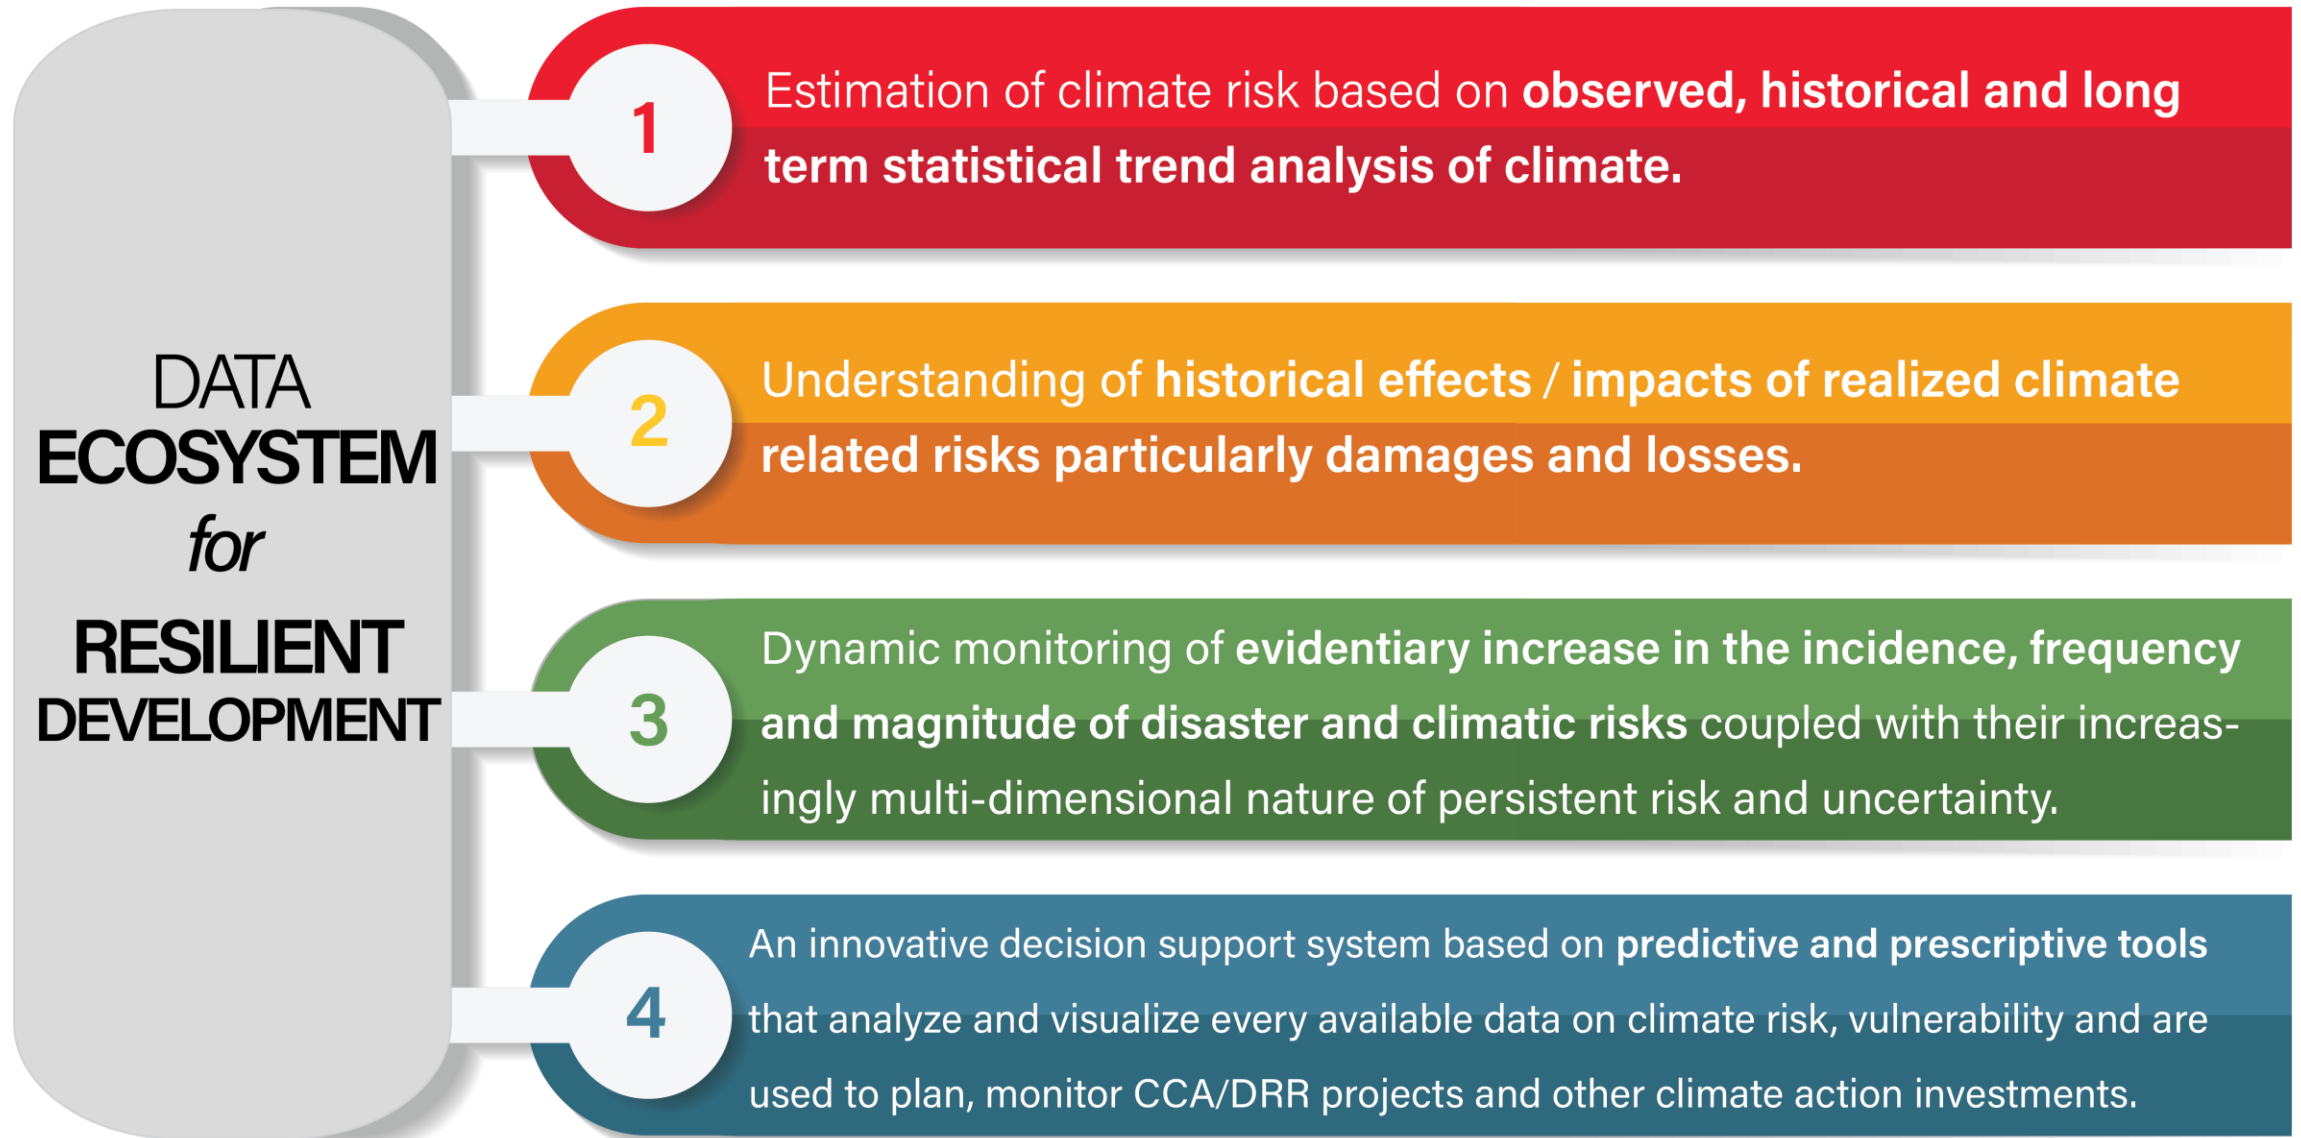 DATA
ECOSYSTEM
for
RESILIENT
DEVELOPMENT
1
Estimation of climate risk based on observed, historical and long
term statistical trend analysis of climate.
2
Understanding of historical effects / impacts of realized climate
related risks particularly damages and losses.
3
Dynamic monitoring of evidentiary increase in the incidence, frequency
and magnitude of disaster and climatic risks coupled with their increas-
ingly multi-dimensional nature of persistent risk and uncertainty.
4
An innovative decision support system based on predictive and prescriptive tools
that analyze and visualize every available data on climate risk, vulnerability and are
used to plan, monitor CCA/DRR projects and other climate action investments.